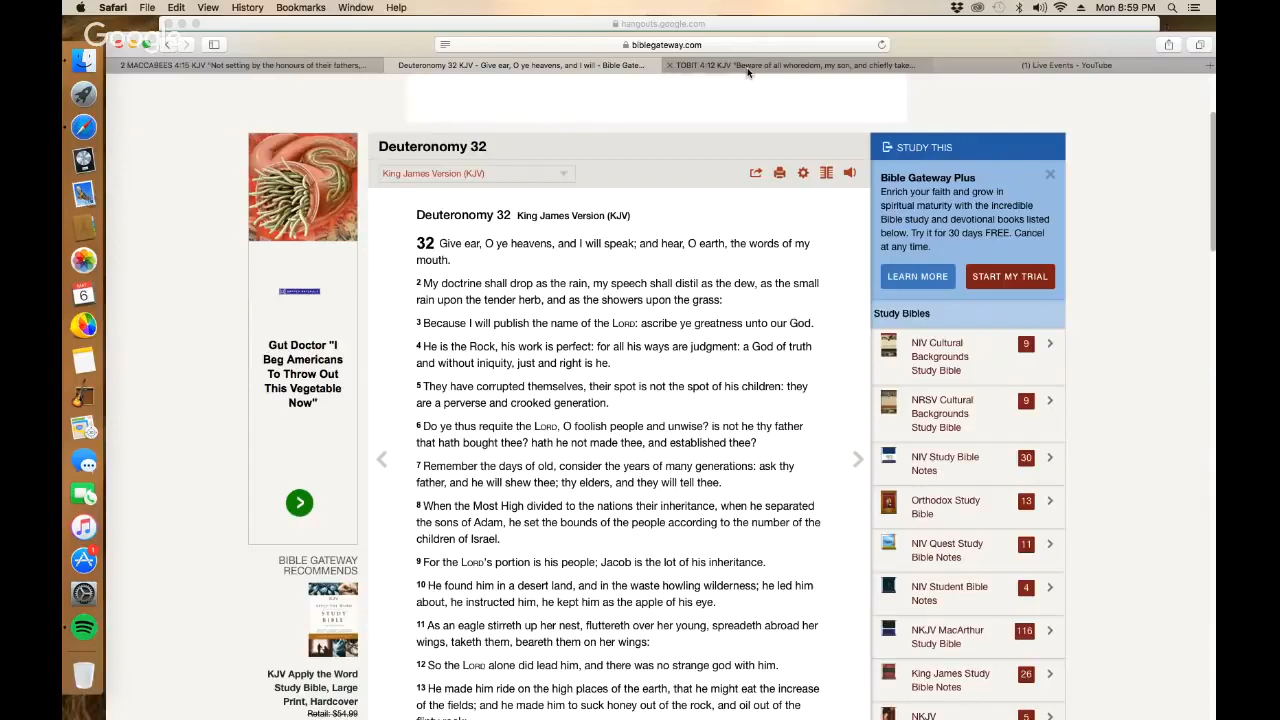 Safari File Edit View History Bookmarks Window Help Mon 8:59 PM
Google
hangouts.google.com
biblegateway.com
2 MACCABEES 4:15 KJV "Not setting by the honours of their fathers,...
Deuteronomy 32 KJV - Give ear, O ye heavens, and I will - Bible Gate...
TOBIT 4:12 KJV "Beware of all whoredom, my son, and chiefly take...
(1) Live Events - YouTube
6
1
Gut Doctor "I
Beg Americans
To Throw Out
This Vegetable
Now"
BIBLE GATEWAY
RECOMMENDS
KJV Apply the Word
Study Bible, Large
Print, Hardcover
Retail: $54.99
Deuteronomy 32
King James Version (KJV)
Deuteronomy 32 King James Version (KJV)
32 Give ear, O ye heavens, and I will speak; and hear, O earth, the words of my
mouth.
2 My doctrine shall drop as the rain, my speech shall distil as the dew, as the small
rain upon the tender herb, and as the showers upon the grass:
3 Because I will publish the name of the LORD: ascribe ye greatness unto our God.
4 He is the Rock, his work is perfect: for all his ways are judgment: a God of truth
and without iniquity, just and right is he.
5 They have corrupted themselves, their spot is not the spot of his children: they
are a perverse and crooked generation.
6 Do ye thus requite the LORD, O foolish people and unwise? is not he thy father
that hath bought thee? hath he not made thee, and established thee?
7 Remember the days of old, consider the years of many generations: ask thy
father, and he will shew thee; thy elders, and they will tell thee.
8 When the Most High divided to the nations their inheritance, when he separated
the sons of Adam, he set the bounds of the people according to the number of the
children of Israel.
9 For the LORD's portion is his people; Jacob is the lot of his inheritance.
10 He found him in a desert land, and in the waste howling wilderness; he led him
about, he instructed him, he kept him as the apple of his eye.
11 As an eagle stirreth up her nest, fluttereth over her young, spreadeth abroad her
wings, taketh them, beareth them on her wings:
12 So the LORD alone did lead him, and there was no strange god with him.
13 He made him ride on the high places of the earth, that he might eat the increase
of the fields; and he made him to suck honey out of the rock, and oil out of the
flinty rock;
STUDY THIS
Bible Gateway Plus
Enrich your faith and grow in
spiritual maturity with the incredible
Bible study and devotional books listed
below. Try it for 30 days FREE. Cancel
at any time.
LEARN MORE START MY TRIAL
Study Bibles
NIV Cultural 9
Backgrounds
Study Bible
NRSV Cultural 9
Backgrounds
Study Bible
NIV Study Bible 30
Notes
Orthodox Study 13
Bible
NIV Quest Study 11
Bible Notes
NIV Student Bible 4
Notes
NKJV MacArthur 116
Study Bible
King James Study 26
Bible Notes
NKJV 5